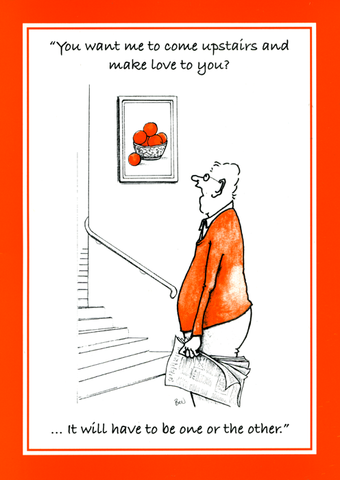 "You want me to come upstairs and
make love to you?
... It will have to be one or the other."